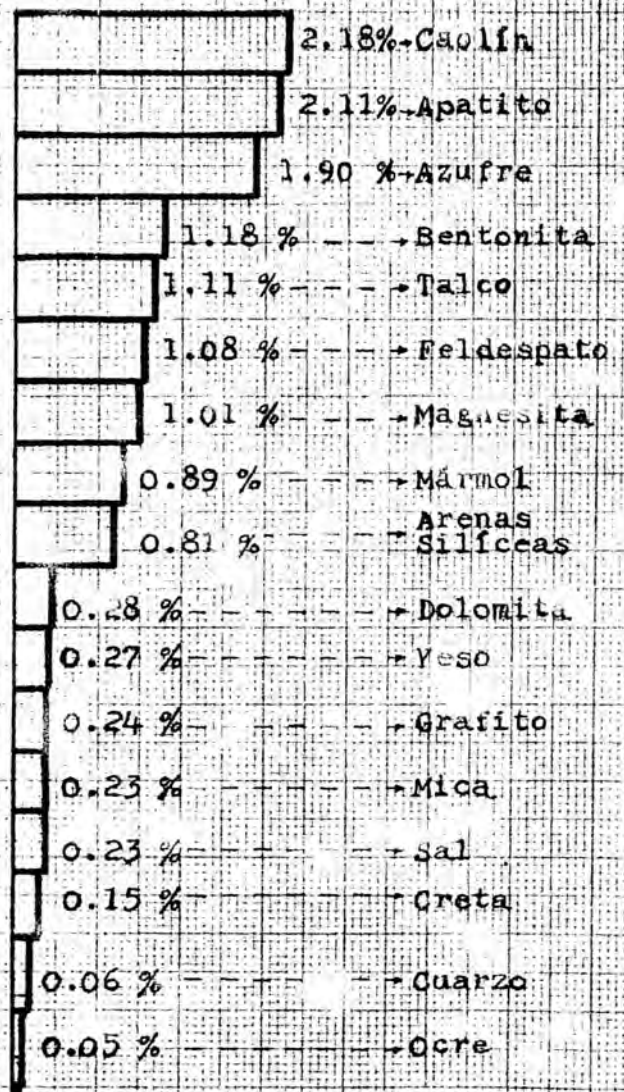 2.18%→Caolín
2.11%→Apatito
1.90 %→Azufre
1.18 % - - → Bentonita
1.11 % - - - → Talco
1.08 % - - - → Feldespato
1.01 % - - - → Magnesita
0.89 % - - - → Mármol
0.81 % - - - → Arenas
Silíceas
0.28 % - - - - → Dolomita
0.27 % - - - - → Yeso
0.24 % - - - - → Grafito
0.23 % - - - - → Mica
0.23 % - - - - → Sal
0.15 % - - - - → Creta
0.06 % - - - - → Cuarzo
0.05 % - - - - → Ocre